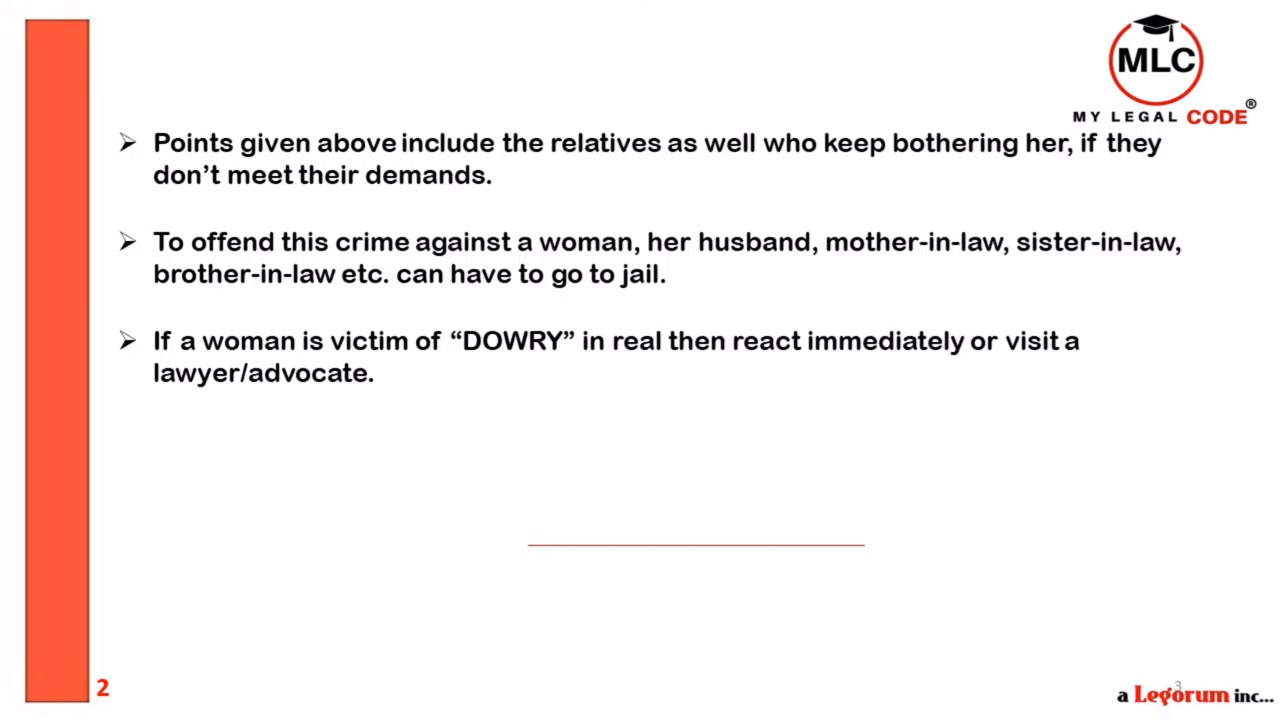 MLC
MY LEGAL CODE®
➢ Points given above include the relatives as well who keep bothering her, if they
don’t meet their demands.
➢ To offend this crime against a woman, her husband, mother-in-law, sister-in-law,
brother-in-law etc. can have to go to jail.
➢ If a woman is victim of “DOWRY” in real then react immediately or visit a
lawyer/advocate.
2
3
a Legorum inc...